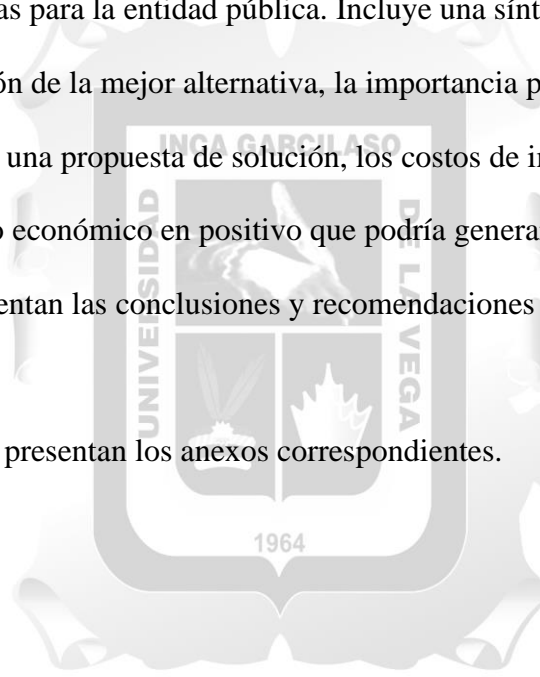 as para la entidad pública. Incluye una sínt
ón de la mejor alternativa, la importancia p
INCA GARCILASO
una propuesta de solución, los costos de in
o económico en positivo que podría genera
entan las conclusiones y recomendaciones
UNIVERSIDAD
DE LA VEGA
presentan los anexos correspondientes.
1964